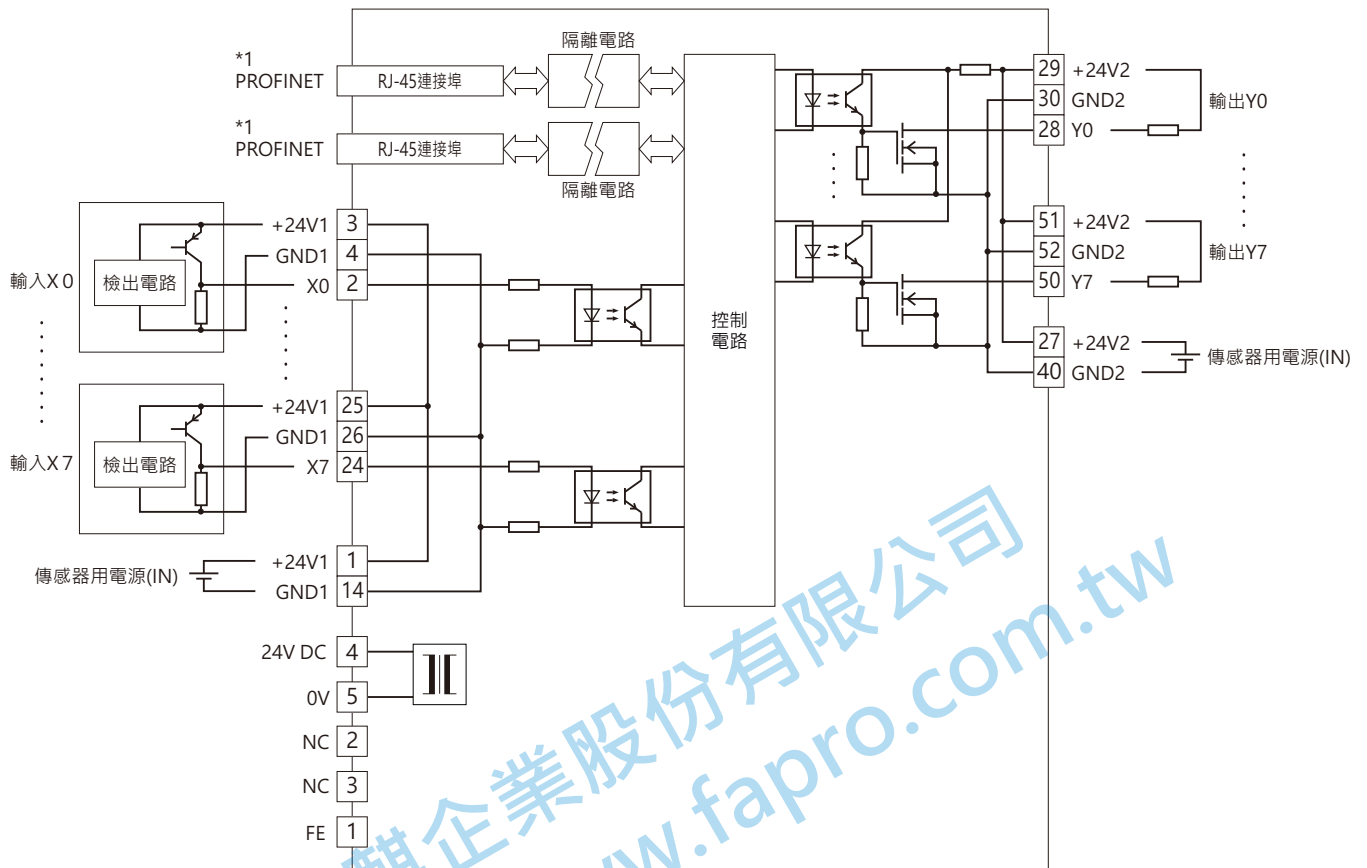 隔離電路
*1
PROFINET
RJ-45連接埠
*1
PROFINET
RJ-45連接埠
隔離電路
輸入X0
檢出電路
+24V1 3
GND1 4
X0 2
輸入X7
檢出電路
+24V1 25
GND1 26
X7 24
傳感器用電源(IN)
+24V1 1
GND1 14
24V DC 4
0V 5
NC 2
NC 3
FE 1
控制
電路
29 +24V2
30 GND2
28 Y0
輸出Y0
51 +24V2
52 GND2
50 Y7
輸出Y7
27 +24V2
40 GND2
傳感器用電源(IN)
麒企業股份有限公司
w.fapro.com.tw